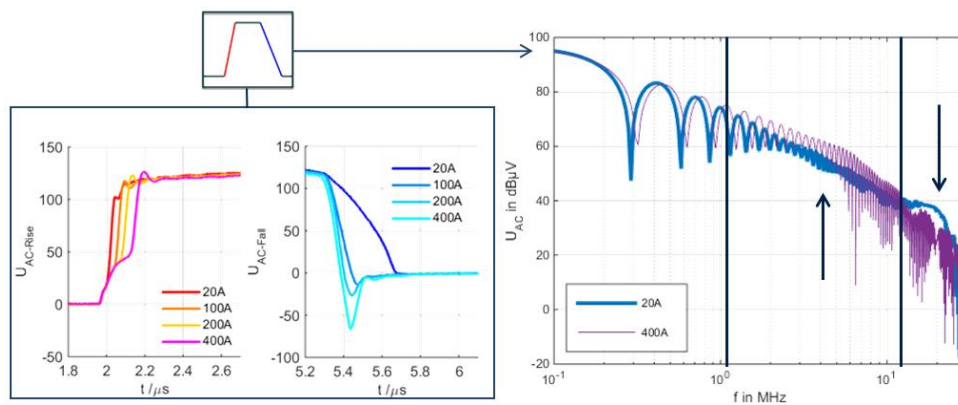 150
100
50
0
-50
U_AC-Rise
20A
100A
200A
400A
1.8 2 2.2 2.4 2.6
t /μs
150
100
50
0
-50
-100
U_AC-Fall
20A
100A
200A
400A
5.2 5.4 5.6 5.8 6
t /μs
100
80
60
40
20
0
-20
U_AC in dBμV
20A
400A
10^-1 10^0 10^1
f in MHz